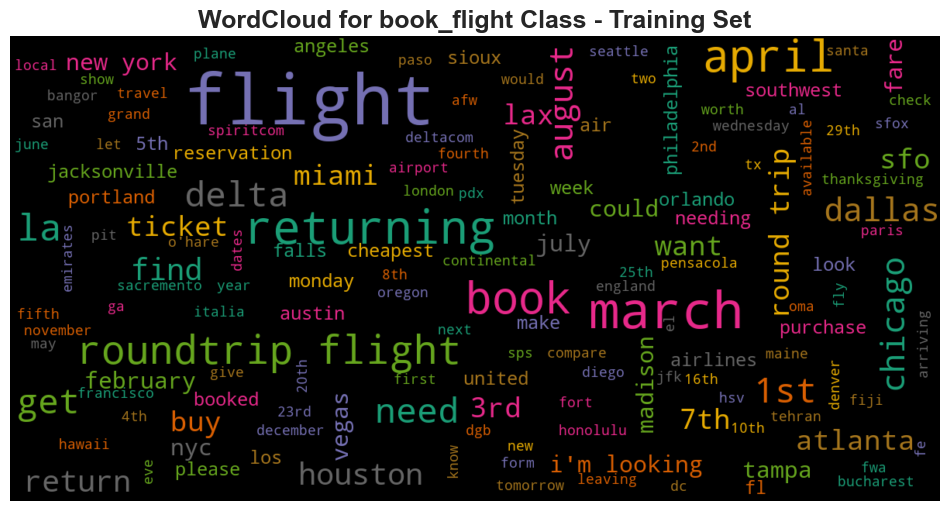 WordCloud for book_flight Class - Training Set
local
new york
plane
angeles
paso
sioux
seattle
two
april
santa
fare
show
bangor
travel
flight
would
afw
august
philadelphia
southwest
worth
al
check
san
grand
spiritcom
lax
air
wednesday
29th
sfox
june
let
5th
deltacom
fourth
tuesday
2nd
available
reservation
airport
tx
sfo
jacksonville
miami
london
pdx
week
orlando
thanksgiving
portland
delta
could
needing
round trip
dallas
la
ticket
returning
month
paris
emirates
pit
o'hare
dates
falls
cheapest
july
want
find
continental
pensacola
look
chicago
sacramento
year
monday
8th
oregon
book
25th
england
fly
fifth
ga
italia
austin
march
oma
november
make
el
purchase
arriving
may
next
roundtrip flight
sps
compare
madison
airlines
maine
february
give
20th
first
united
diego
jfk
16th
denver
francisco
get
booked
vegas
need
3rd
fort
hsv
1st
fiji
4th
buy
23rd
december
dgb
honolulu
7th
10th
tehran
hawaii
nyc
los
know
new
atlanta
fe
eve
please
houston
form
i'm looking
tampa
fwa
return
tomorrow
leaving
dc
fl
bucharest